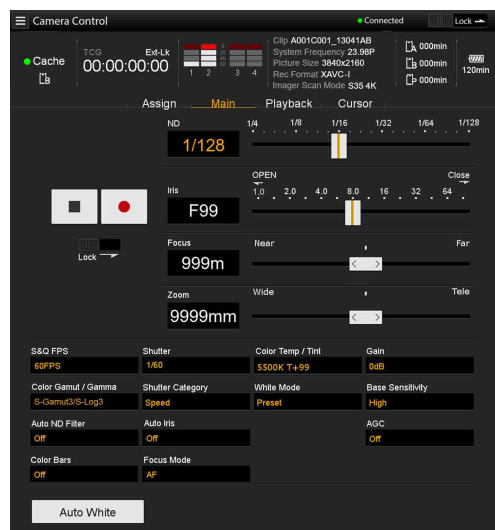 Camera Control
Connected
Lock
Cache
TCG
Ext-Lk
00:00:00:00
B
1 2 3 4
Clip A001C001_13041AB
System Frequency 23.98P
Picture Size 3840x2160
Rec Format XAVC-I
Imager Scan Mode S35 4K
A 000min
B 000min
P 000min
120min
Assign Main Playback Cursor
ND
1/128
1/4 1/8 1/16 1/32 1/64 1/128
Iris
F99
OPEN Close
1.0 2.0 4.0 8.0 16 32 64
Lock
Focus
999m
Near Far
Zoom
9999mm
Wide Tele
S&Q FPS Shutter Color Temp / Tint Gain
60FPS 1/60 5500K T+99 0dB
Color Gamut / Gamma Shutter Category White Mode Base Sensitivity
S-Gamut3/S-Log3 Speed Preset High
Auto ND Filter Auto Iris AGC
Off Off Off
Color Bars Focus Mode
Off AF
Auto White